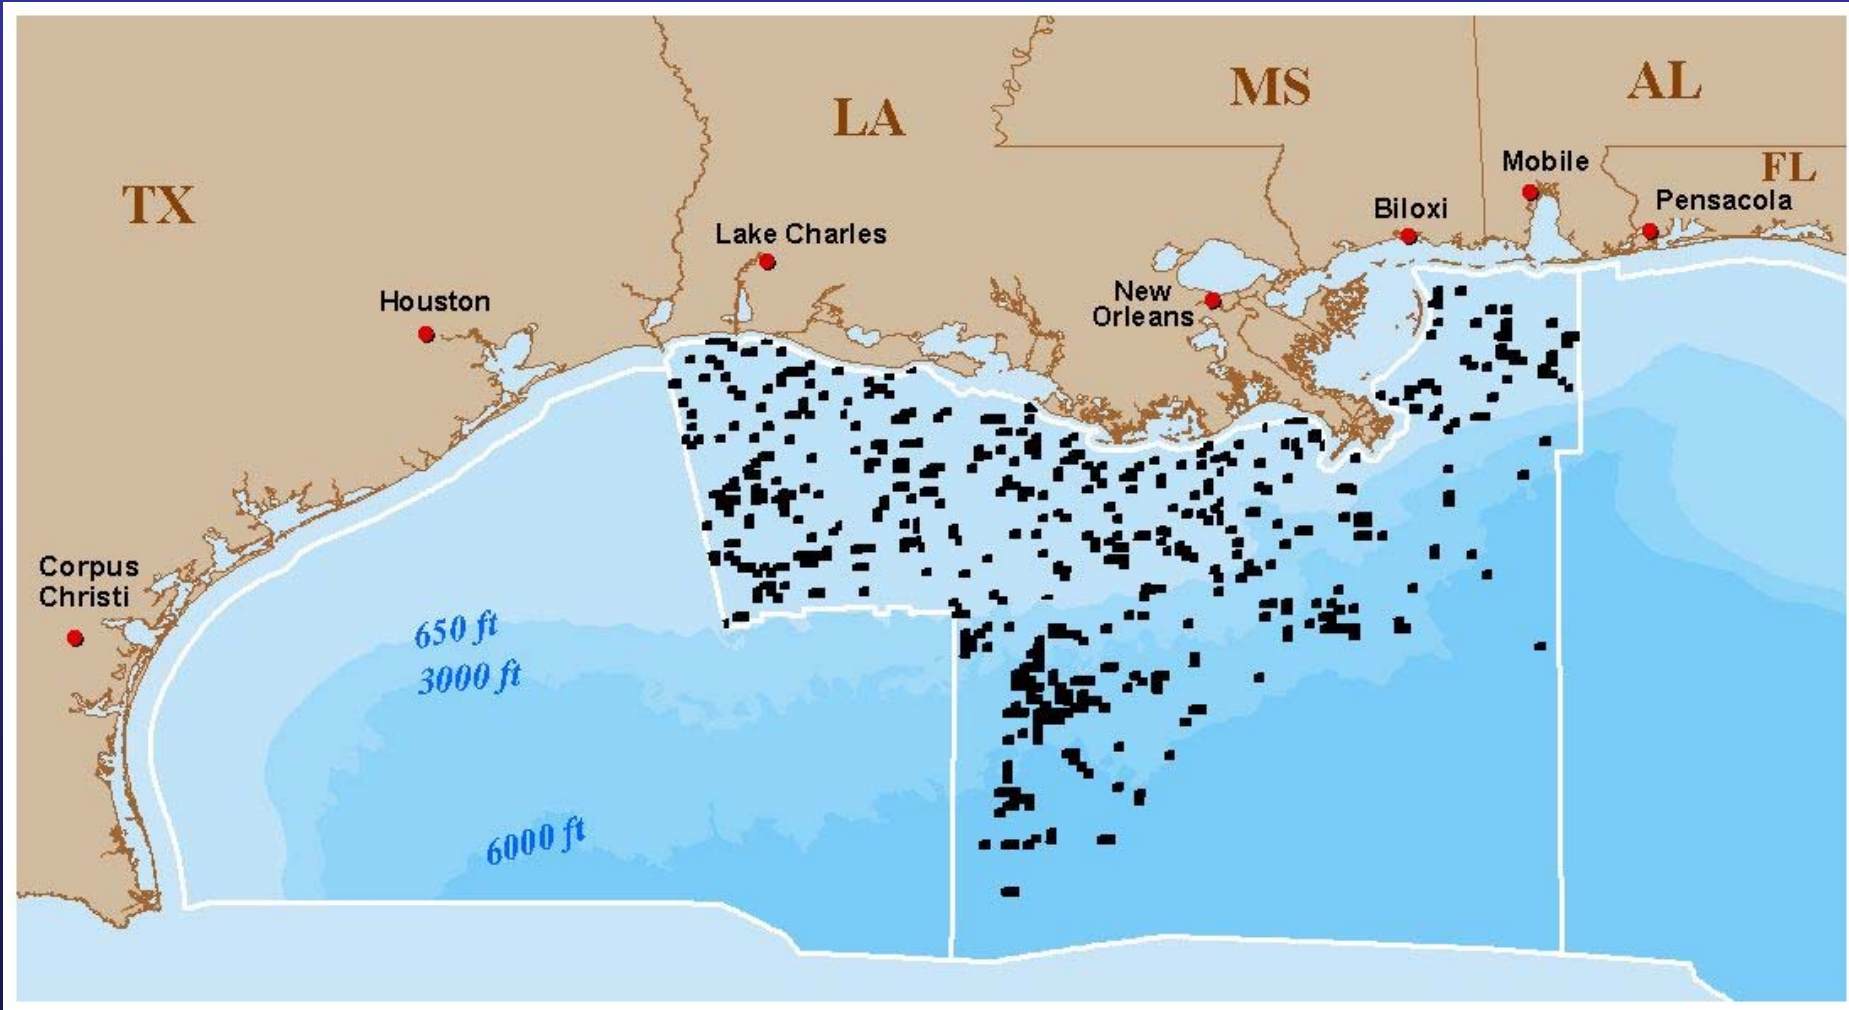 TX
LA
MS
AL
FL
Mobile
Pensacola
Biloxi
Lake Charles
New
Orleans
Houston
Corpus
Christi
650 ft
3000 ft
6000 ft